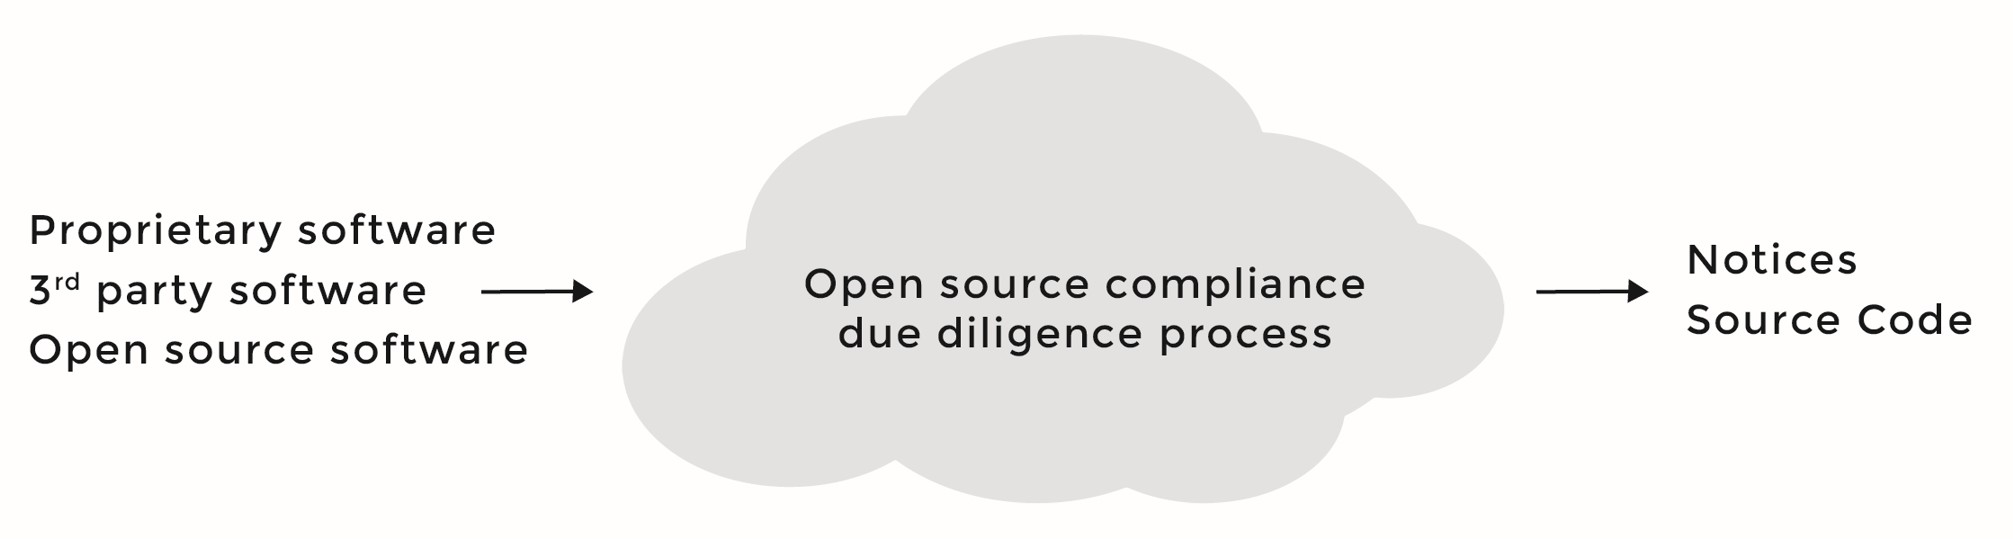 Proprietary software
3rd party software
Open source software
Open source compliance
due diligence process
Notices
Source Code